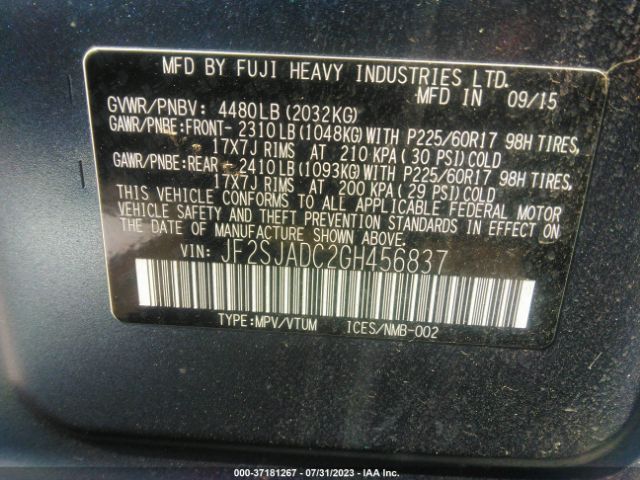 MFD BY FUJI HEAVY INDUSTRIES LTD.
MFD IN 09/15
GVWR/PNBV: 4480LB(2032KG)
GAWR/PNBE:FRONT- 2310LB(1048KG)WITH P225/60R17 98H TIRES,
17X7J RIMS AT 210 KPA( 30 PSI)COLD
GAWR/PNBE:REAR - 2410LB(1093KG)WITH P225/60R17 98H TIRES,
17X7J RIMS AT 200 KPA( 29 PSI)COLD
THIS VEHICLE CONFORMS TO ALL APPLICABLE FEDERAL MOTOR
VEHICLE SAFETY AND THEFT PREVENTION STANDARDS IN EFFECT ON
THE DATE OF MANUFACTURE SHOWN ABOVE.
VIN: JF2SJADC2GH456837
TYPE:MPV/VTUM ICES/NMB-002
000-37181267 - 07/31/2023 - IAA Inc.